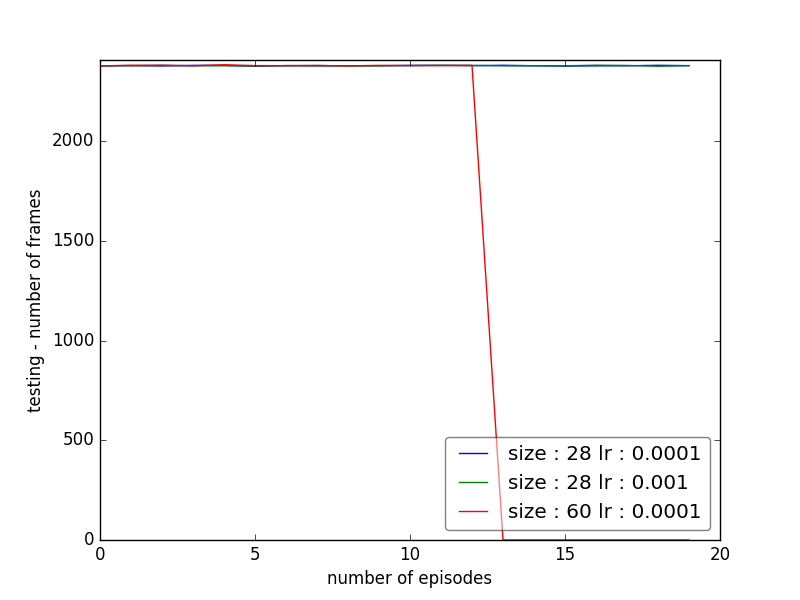 2000
1500
1000
500
0
0 5 10 15 20
testing - number of frames
number of episodes
size : 28 lr : 0.0001
size : 28 lr : 0.001
size : 60 lr : 0.0001